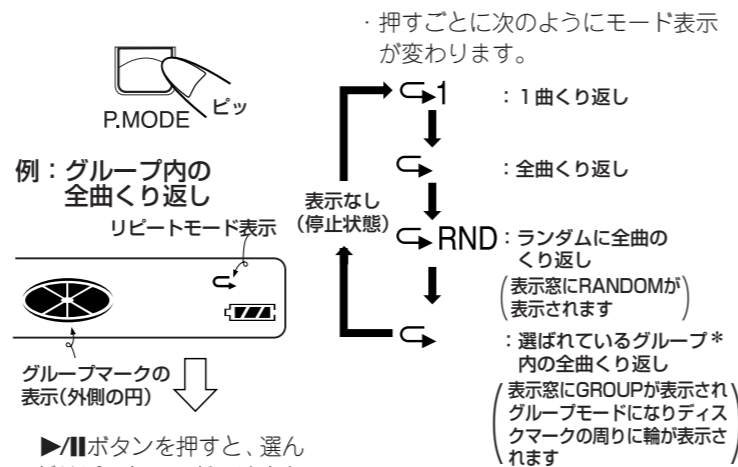 ・押すごとに次のようにモード表示
が変わります。
P.MODE
ピッ
例：グループ内の
全曲くり返し
リピートモード表示
グループマークの
表示(外側の円)
▶/IIボタンを押すと、選ん
表示なし
(停止状態)
1
：1曲くり返し
：全曲くり返し
RND
：ランダムに全曲の
くり返し
(表示窓にRANDOMが
表示されます)
：選ばれているグループ＊
内の全曲くり返し
(表示窓にGROUPが表示され
グループモードになりディス
クマークの周りに輪が表示さ
れます)